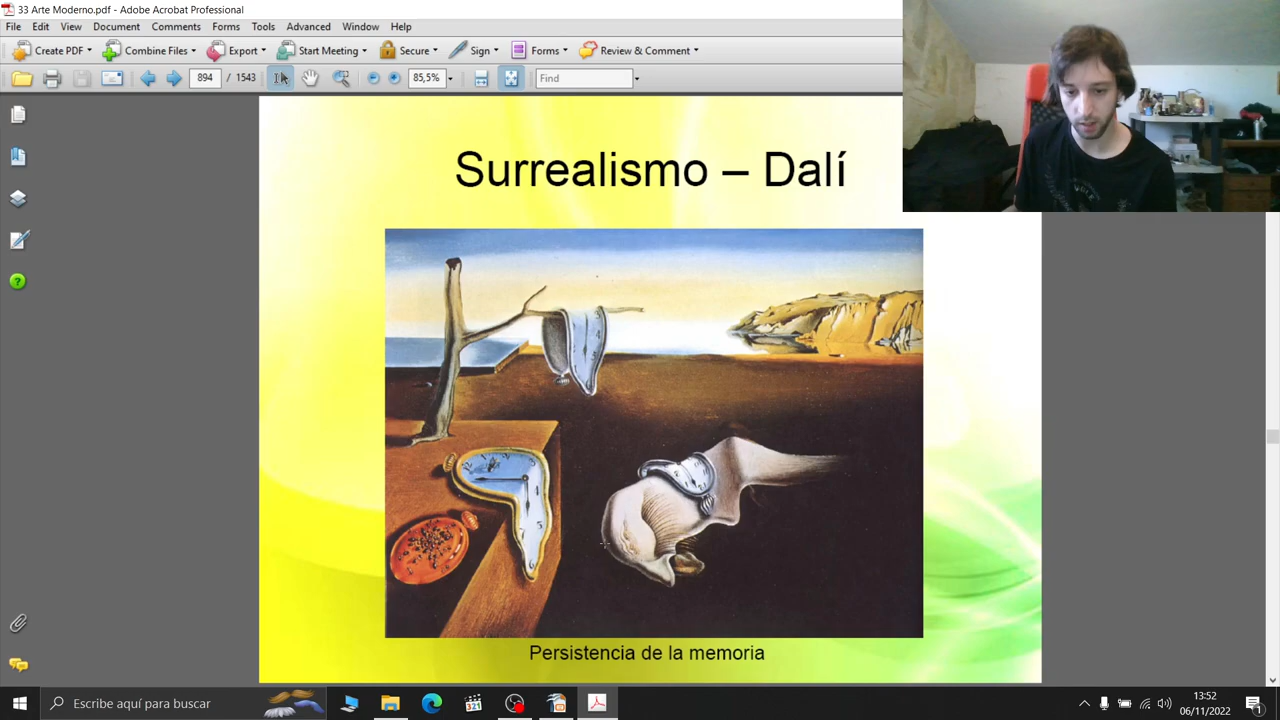 33 Arte Moderno.pdf - Adobe Acrobat Professional
File Edit View Document Comments Forms Tools Advanced Window Help
Create PDF Combine Files Export Start Meeting Secure Sign Forms Review & Comment
894 / 1543 85,5% Find
Surrealismo – Dalí
Persistencia de la memoria
Escribe aquí para buscar
321
13:52
06/11/2022
1